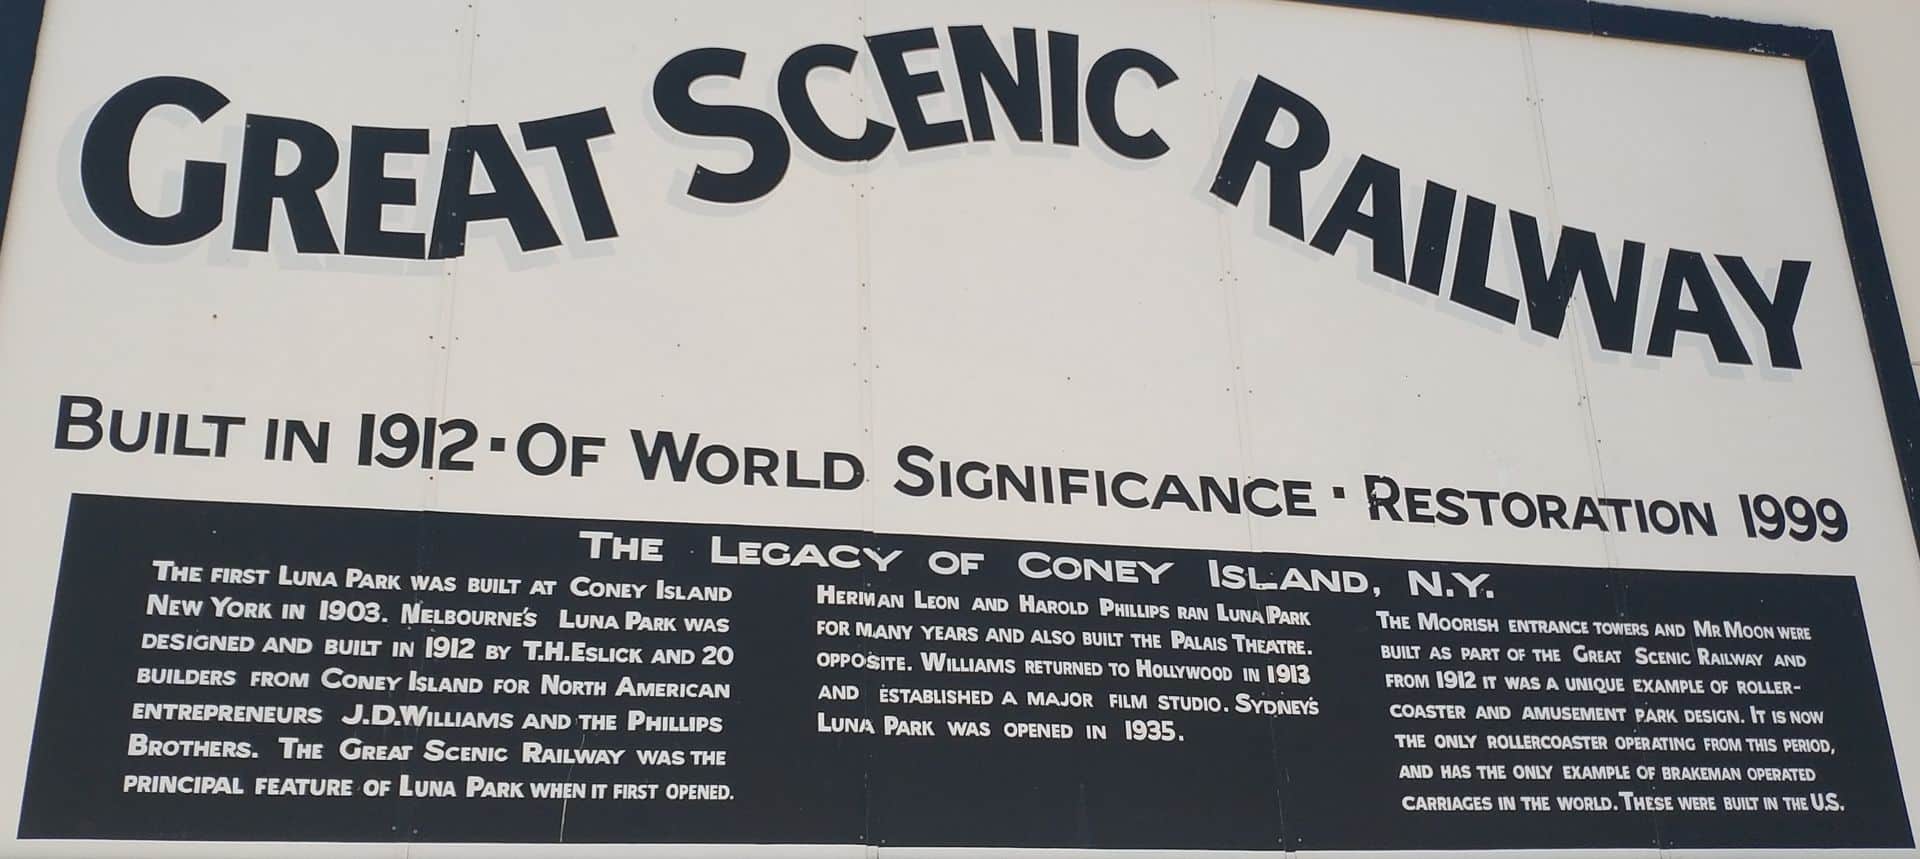 GREAT SCENIC RAILWAY
BUILT IN 1912 · OF WORLD SIGNIFICANCE · RESTORATION 1999
THE LEGACY OF CONEY ISLAND, N.Y.
THE FIRST LUNA PARK WAS BUILT AT CONEY ISLAND
NEW YORK IN 1903. MELBOURNE'S LUNA PARK WAS
DESIGNED AND BUILT IN 1912 BY T.H.ESLICK AND 20
BUILDERS FROM CONEY ISLAND FOR NORTH AMERICAN
ENTREPRENEURS J.D.WILLIAMS AND THE PHILLIPS
BROTHERS. THE GREAT SCENIC RAILWAY WAS THE
PRINCIPAL FEATURE OF LUNA PARK WHEN IT FIRST OPENED.
HERMAN LEON AND HAROLD PHILLIPS RAN LUNA PARK
FOR MANY YEARS AND ALSO BUILT THE PALAIS THEATRE.
OPPOSITE. WILLIAMS RETURNED TO HOLLYWOOD IN 1913
AND ESTABLISHED A MAJOR FILM STUDIO. SYDNEY'S
LUNA PARK WAS OPENED IN 1935.
THE MOORISH ENTRANCE TOWERS AND MR MOON WERE
BUILT AS PART OF THE GREAT SCENIC RAILWAY AND
FROM 1912 IT WAS A UNIQUE EXAMPLE OF ROLLER-
COASTER AND AMUSEMENT PARK DESIGN. IT IS NOW
THE ONLY ROLLERCOASTER OPERATING FROM THIS PERIOD,
AND HAS THE ONLY EXAMPLE OF BRAKEMAN OPERATED
CARRIAGES IN THE WORLD. THESE WERE BUILT IN THE U.S.